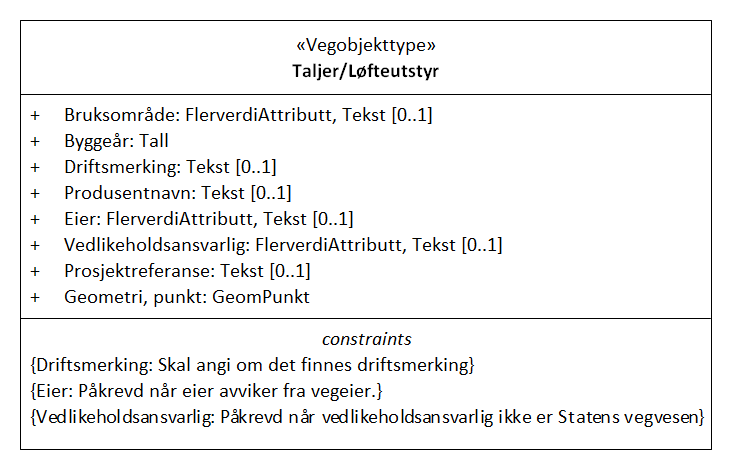 «Vegobjekttype»
Taljer/Løfteutstyr
+ Bruksområde: FlerverdiAttributt, Tekst [0..1]
+ Byggeår: Tall
+ Driftsmerking: Tekst [0..1]
+ Produsentnavn: Tekst [0..1]
+ Eier: FlerverdiAttributt, Tekst [0..1]
+ Vedlikeholdsansvarlig: FlerverdiAttributt, Tekst [0..1]
+ Prosjektreferanse: Tekst [0..1]
+ Geometri, punkt: GeomPunkt
constraints
{Driftsmerking: Skal angi om det finnes driftsmerking}
{Eier: Påkrevd når eier avviker fra vegeier.}
{Vedlikeholdsansvarlig: Påkrevd når vedlikeholdsansvarlig ikke er Statens vegvesen}